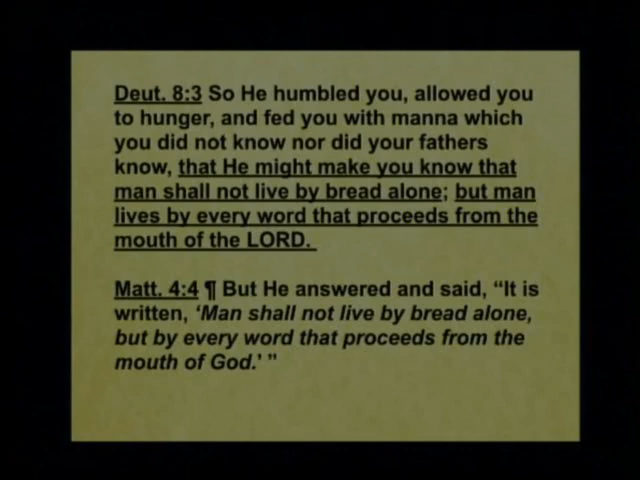 Deut. 8:3 So He humbled you, allowed you
to hunger, and fed you with manna which
you did not know nor did your fathers
know, that He might make you know that
man shall not live by bread alone; but man
lives by every word that proceeds from the
mouth of the LORD.
Matt. 4:4 ¶ But He answered and said, “It is
written, ‘Man shall not live by bread alone,
but by every word that proceeds from the
mouth of God.’ ”